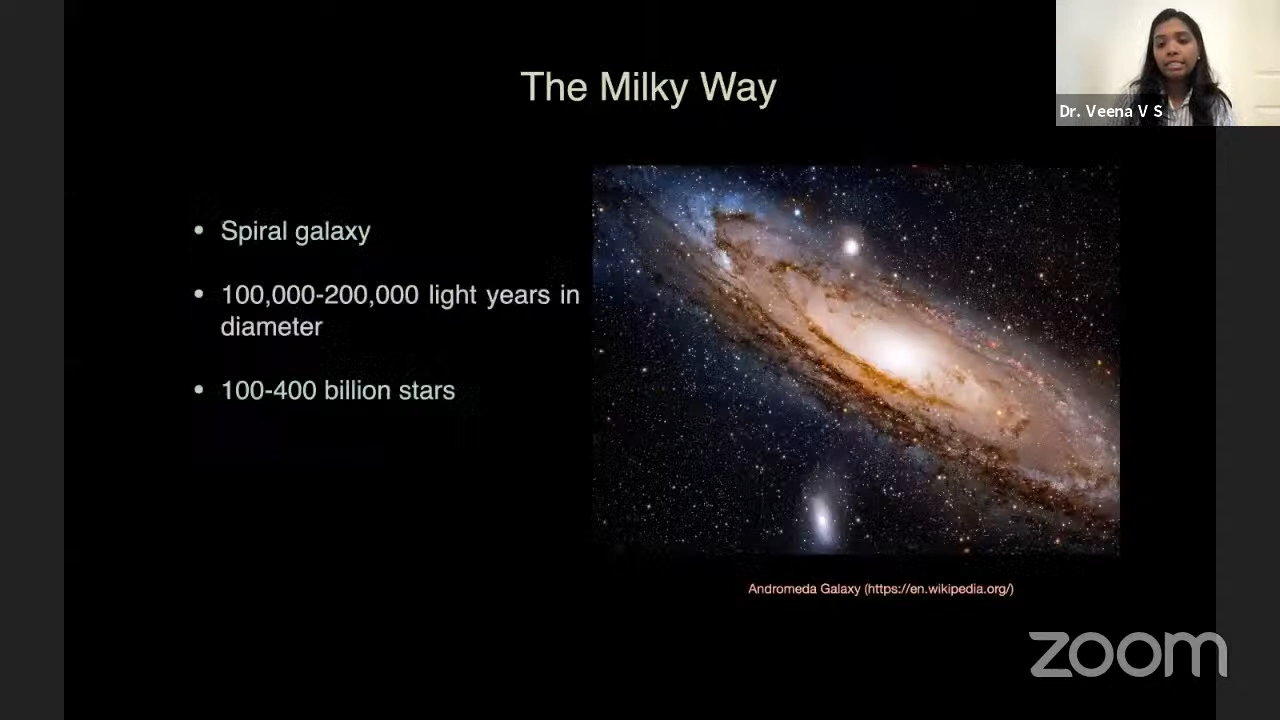 The Milky Way
Dr. Veena V S
• Spiral galaxy
• 100,000-200,000 light years in
diameter
• 100-400 billion stars
Andromeda Galaxy (https://en.wikipedia.org/)
zoom